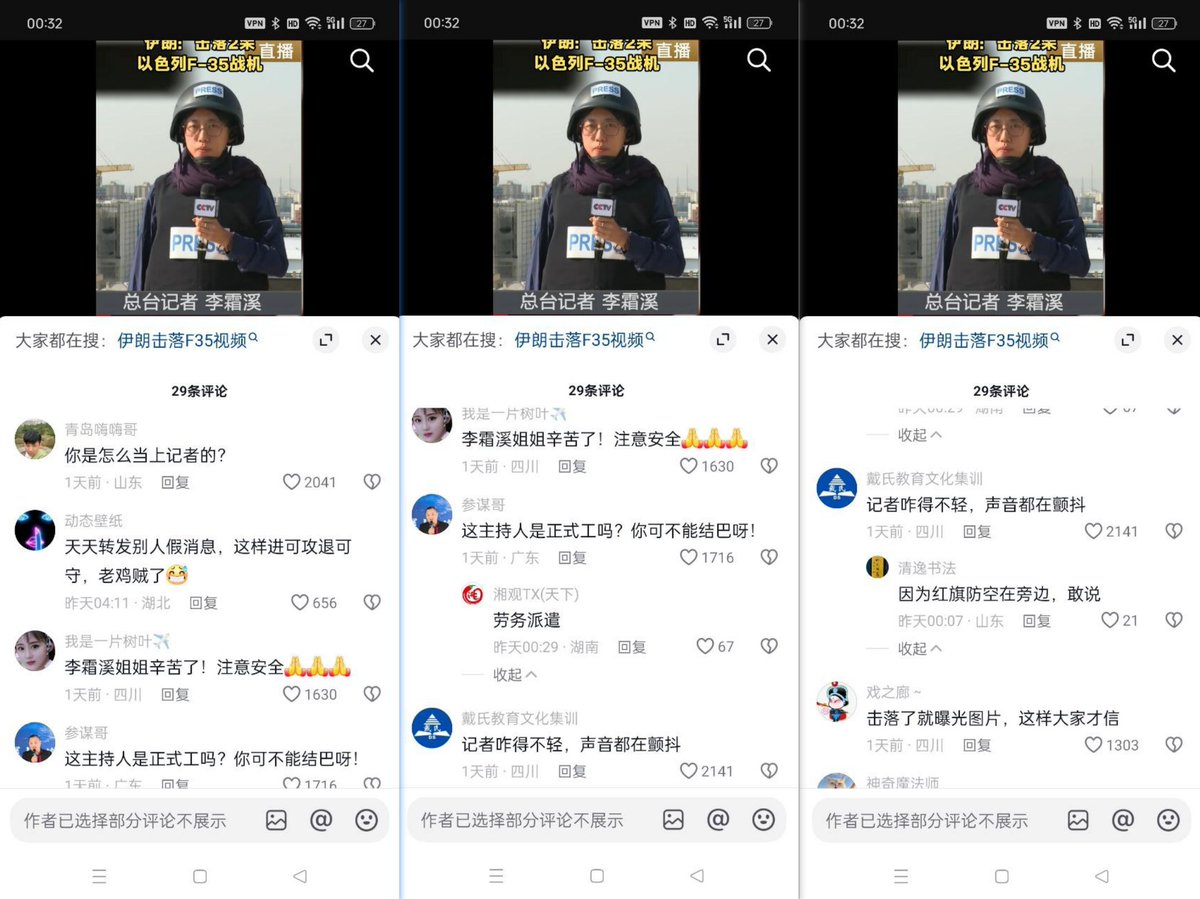 00:32
VPN
HD
5G
27
伊朗：击落2架
以色列F-35战机
直播
PRESS
CCTV
PRESS
总台记者 李霜溪
大家都在搜：伊朗击落F35视频
29条评论
青岛嗨嗨哥
你是怎么当上记者的？
1天前 · 山东 回复 2041
动态壁纸
天天转发别人假消息，这样进可攻退可
守，老鸡贼了
昨天04:11 · 湖北 回复 656
我是一片树叶
李霜溪姐姐辛苦了！注意安全
1天前 · 四川 回复 1630
参谋哥
这主持人是正式工吗？你可不能结巴呀！
1天前 · 广东 回复 1716
作者已选择部分评论不展示
00:32
VPN
HD
5G
27
伊朗：击落2架
以色列F-35战机
直播
PRESS
CCTV
PRESS
总台记者 李霜溪
大家都在搜：伊朗击落F35视频
29条评论
我是一片树叶
李霜溪姐姐辛苦了！注意安全
1天前 · 四川 回复 1630
参谋哥
这主持人是正式工吗？你可不能结巴呀！
1天前 · 广东 回复 1716
湘观TX(天下)
劳务派遣
昨天00:29 · 湖南 回复 67
收起
戴氏教育文化集训
记者咋得不轻，声音都在颤抖
1天前 · 四川 回复 2141
作者已选择部分评论不展示
00:32
VPN
HD
5G
27
伊朗：击落2架
以色列F-35战机
直播
PRESS
CCTV
PRESS
总台记者 李霜溪
大家都在搜：伊朗击落F35视频
29条评论
昨天00:29 · 湖南 回复 67
收起
戴氏教育文化集训
记者咋得不轻，声音都在颤抖
1天前 · 四川 回复 2141
清逸书法
因为红旗防空在旁边，敢说
昨天00:07 · 山东 回复 21
收起
戏之廊 ~
击落了就曝光图片，这样大家才信
1天前 · 四川 回复 1303
神奇魔法师
作者已选择部分评论不展示